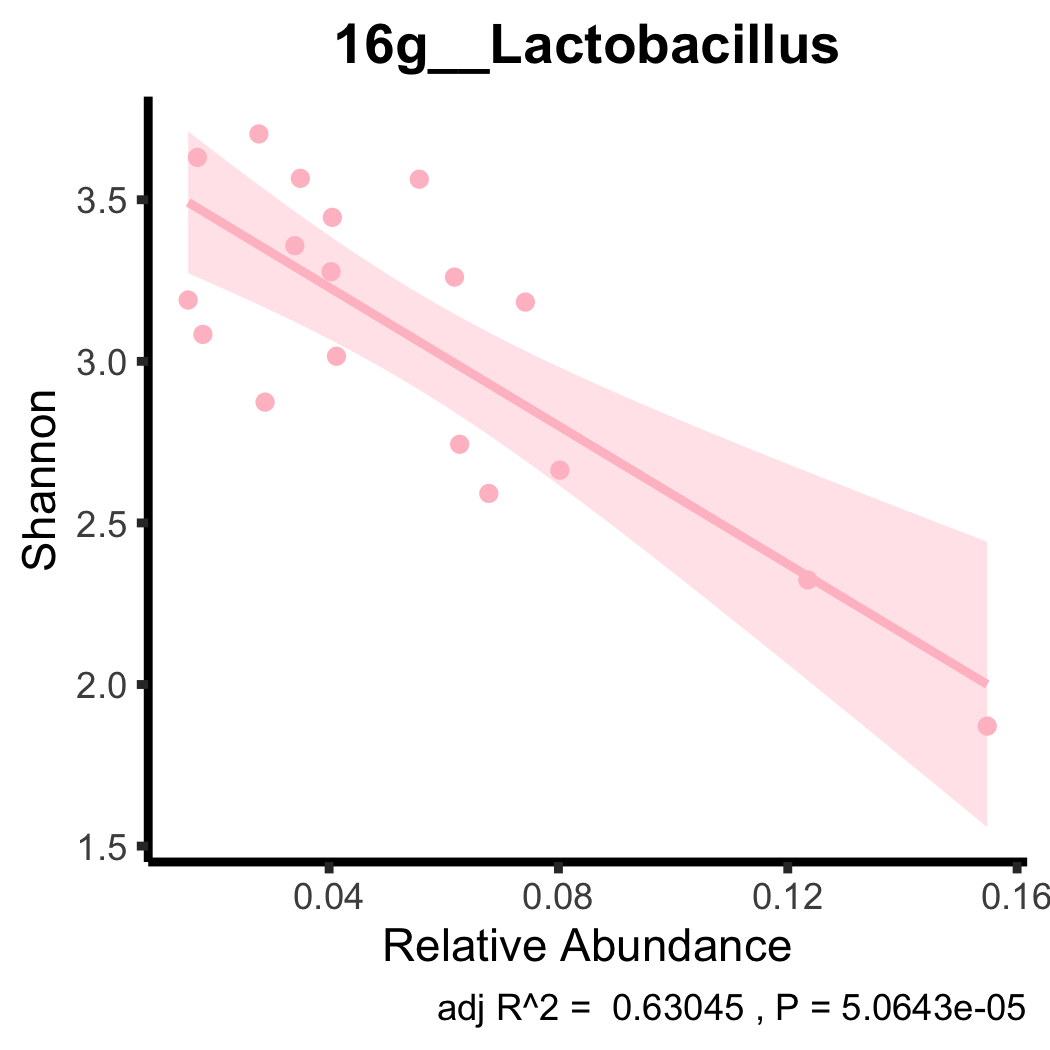 16g__Lactobacillus
3.5
3.0
2.5
2.0
1.5
Shannon
0.04 0.08 0.12 0.16
Relative Abundance
adj R^2 =  0.63045 , P = 5.0643e-05